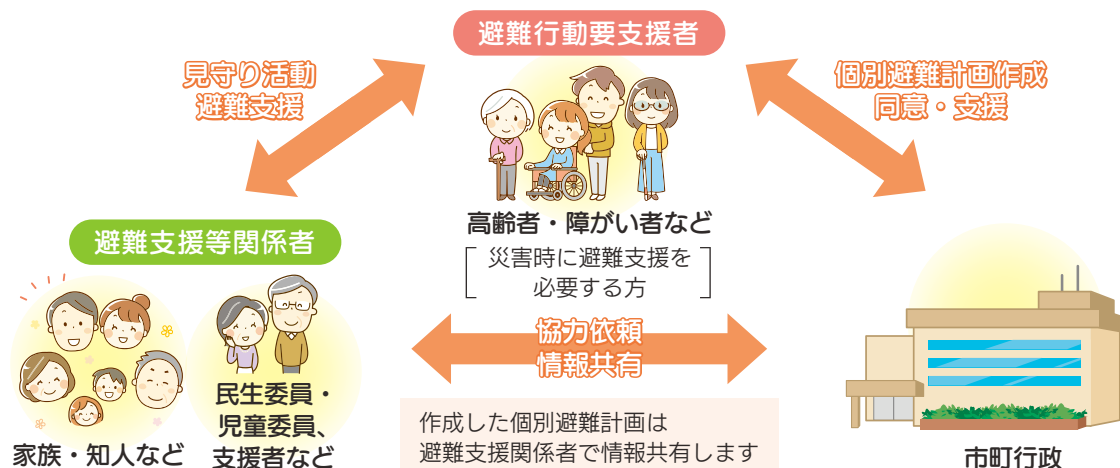 避難行動要支援者
見守り活動
避難支援
個別避難計画作成
同意・支援
高齢者・障がい者など
災害時に避難支援を
必要する方
避難支援等関係者
家族・知人など
民生委員・
児童委員、
支援者など
協力依頼
情報共有
作成した個別避難計画は
避難支援関係者で情報共有します
市町行政